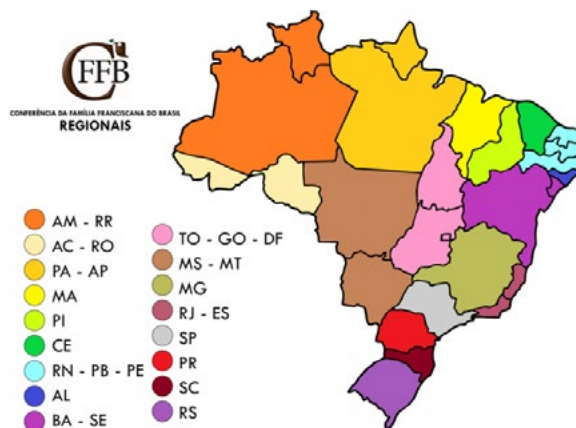 CFFB
CONFERÊNCIA DA FAMÍLIA FRANCISCANA DO BRASIL
REGIONAIS
AM - RR
AC - RO
PA - AP
MA
PI
CE
RN - PB - PE
AL
BA - SE
TO - GO - DF
MS - MT
MG
RJ - ES
SP
PR
SC
RS